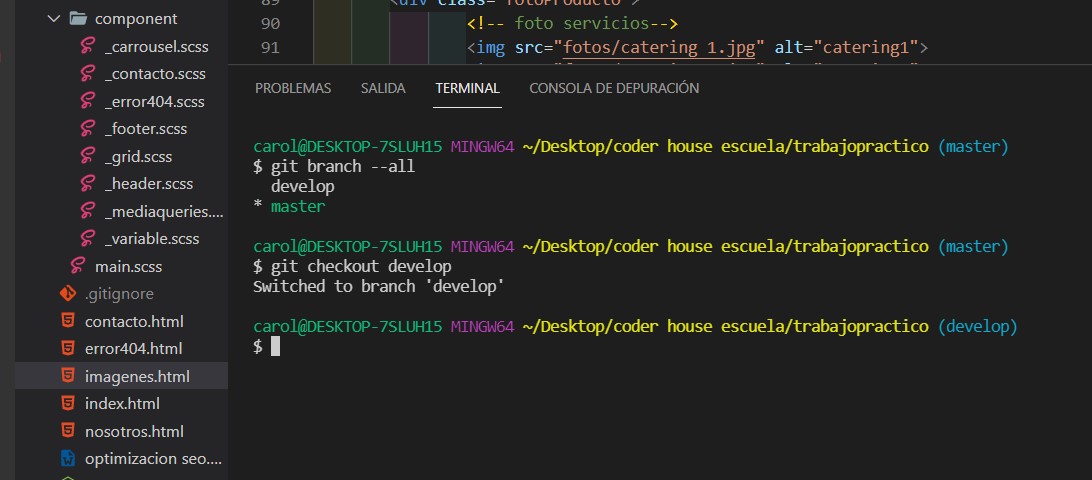 component
_carrousel.scss
_contacto.scss
_error404.scss
_footer.scss
_grid.scss
_header.scss
_mediaqueries....
_variable.scss
main.scss
.gitignore
contacto.html
error404.html
imagenes.html
index.html
nosotros.html
optimizacion seo....
89 <div class="fotoProducto">
90 <!-- foto servicios-->
91 <img src="fotos/catering 1.jpg" alt="catering1">
PROBLEMAS SALIDA TERMINAL CONSOLA DE DEPURACIÓN
carol@DESKTOP-7SLUH15 MINGW64 ~/Desktop/coder house escuela/trabajopractico (master)
$ git branch --all
develop
* master
carol@DESKTOP-7SLUH15 MINGW64 ~/Desktop/coder house escuela/trabajopractico (master)
$ git checkout develop
Switched to branch 'develop'
carol@DESKTOP-7SLUH15 MINGW64 ~/Desktop/coder house escuela/trabajopractico (develop)
$